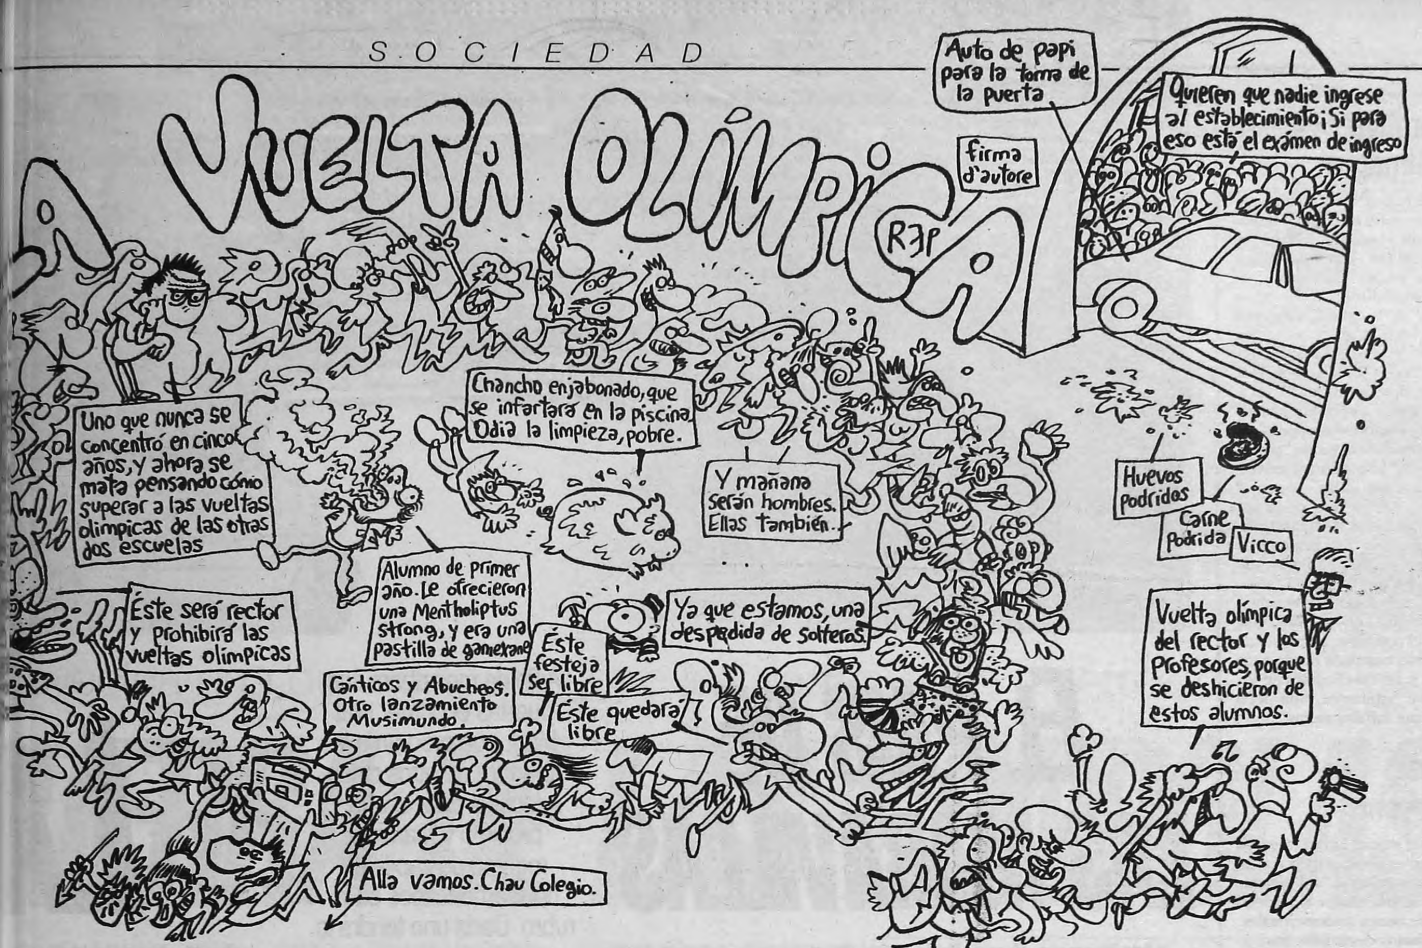 SOCIEDAD
LA VUELTA OLÍMPICA
REP
Auto de papi
para la toma de
la puerta
firma
d'autore
Quieren que nadie ingrese
al establecimiento ¡Si para
eso está el exámen de ingreso
Uno que nunca se
concentró en cinco
años, y ahora se
mata pensando cómo
superar a las vueltas
olímpicas de las otras
dos escuelas
Chancho enjabonado, que
se infartará en la piscina.
Odia la limpieza, pobre.
Y mañana
serán hombres.
Ellas también.
Huevos
podridos
Carne
podrida
Vicco
Alumno de primer
año. Le ofrecieron
una Mentholiptus
strong, y era una
pastilla de gamexane
Éste será rector
y prohibirá las
vueltas olímpicas
Ya que estamos, una
despedida de solteros.
Éste
festeja
ser libre
Éste quedará
libre
Cánticos y Abucheos.
Otro lanzamiento
Musimundo.
Vuelta olímpica
del rector y los
profesores, porque
se deshicieron de
estos alumnos.
Allá vamos. Chau Colegio.